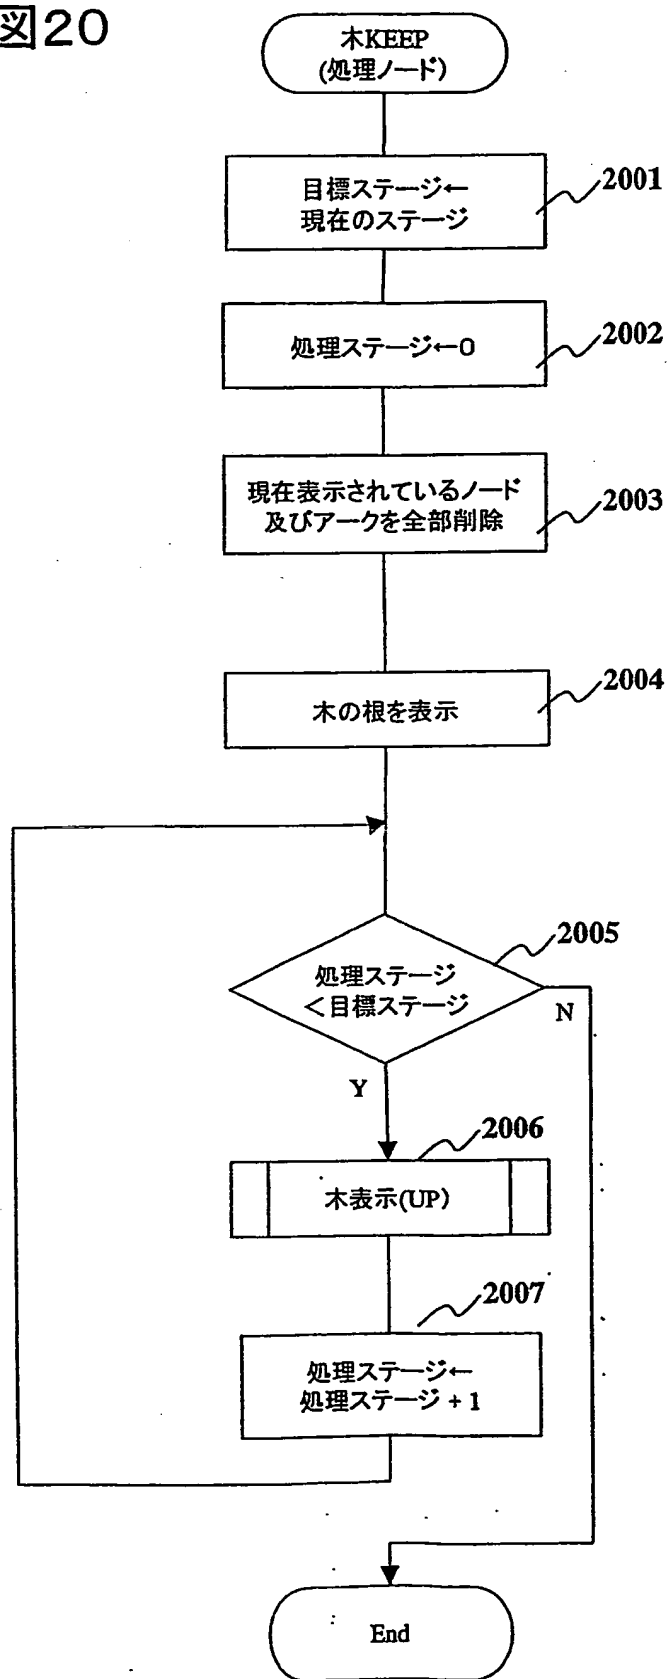 図20
木KEEP
(処理ノード)
目標ステージ←
現在のステージ
2001
処理ステージ←0
2002
現在表示されているノード
及びアークを全部削除
2003
木の根を表示
2004
処理ステージ
<目標ステージ
2005
N
Y
2006
木表示(UP)
2007
処理ステージ←
処理ステージ + 1
End